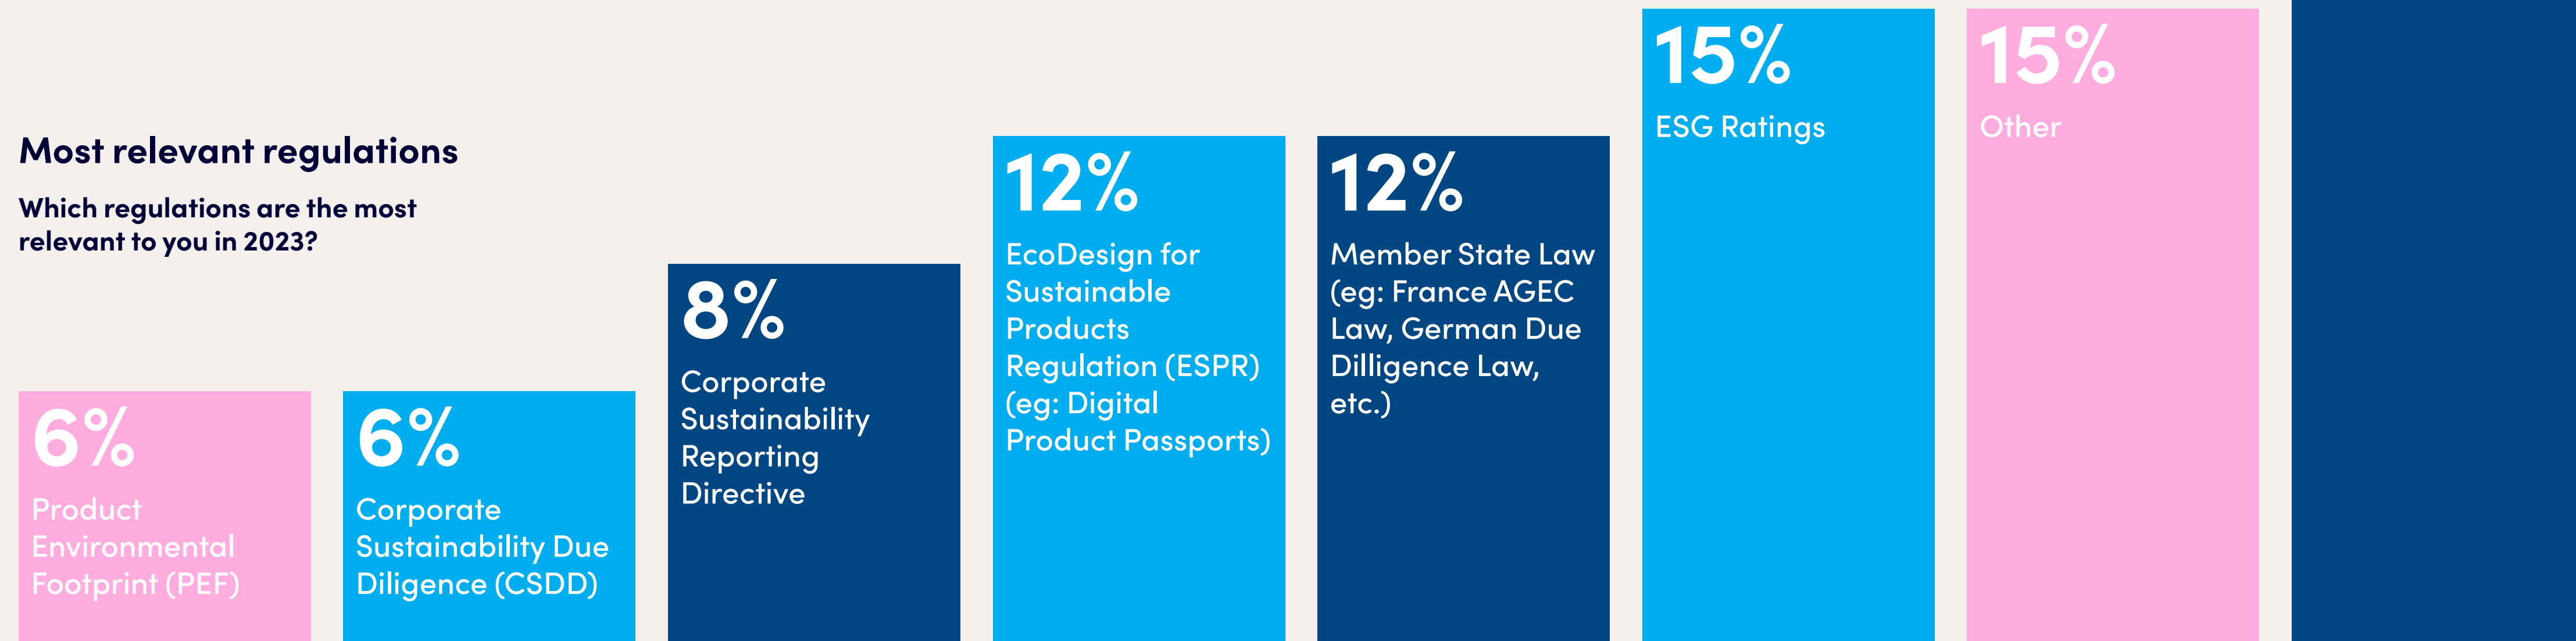 Most relevant regulations
Which regulations are the most
relevant to you in 2023?
6%
Product
Environmental
Footprint (PEF)
6%
Corporate
Sustainability Due
Diligence (CSDD)
8%
Corporate
Sustainability
Reporting
Directive
12%
EcoDesign for
Sustainable
Products
Regulation (ESPR)
(eg: Digital
Product Passports)
12%
Member State Law
(eg: France AGEC
Law, German Due
Dilligence Law,
etc.)
15%
ESG Ratings
15%
Other